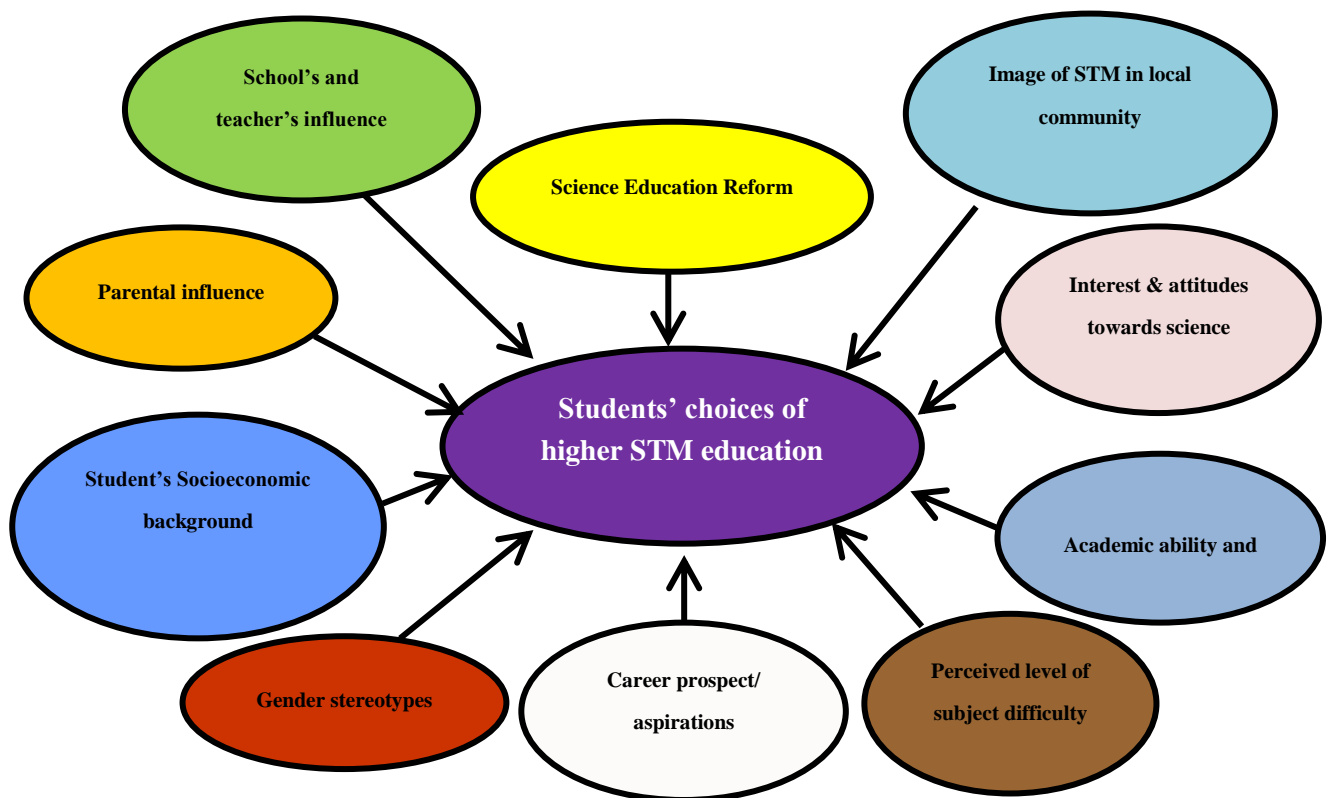 School’s and
teacher’s influence
Science Education Reform
Image of STM in local
community
Parental influence
Interest & attitudes
towards science
Students’ choices of
higher STM education
Student’s Socioeconomic
background
Academic ability and
Gender stereotypes
Career prospect/
aspirations
Perceived level of
subject difficulty